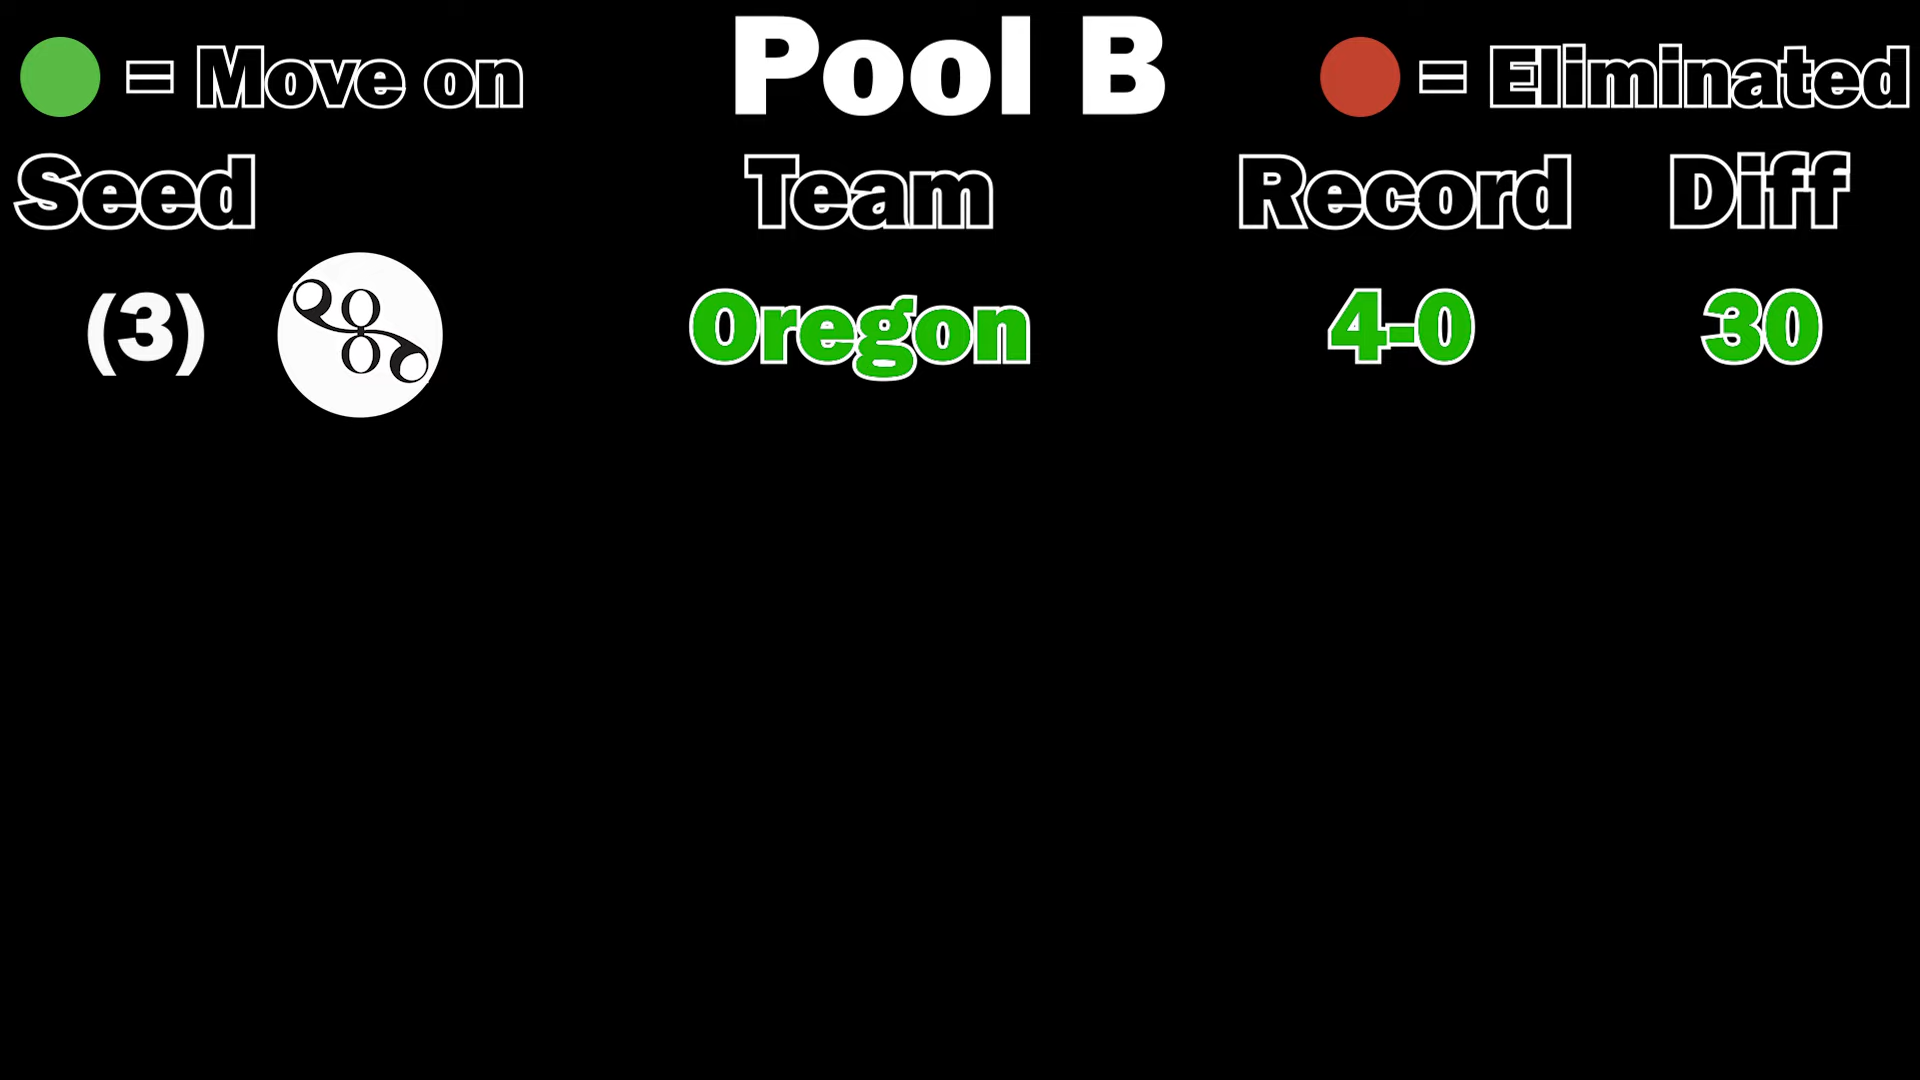 = Move on Pool B = Eliminated
Seed Team Record Diff
(3) Oregon 4-0 30